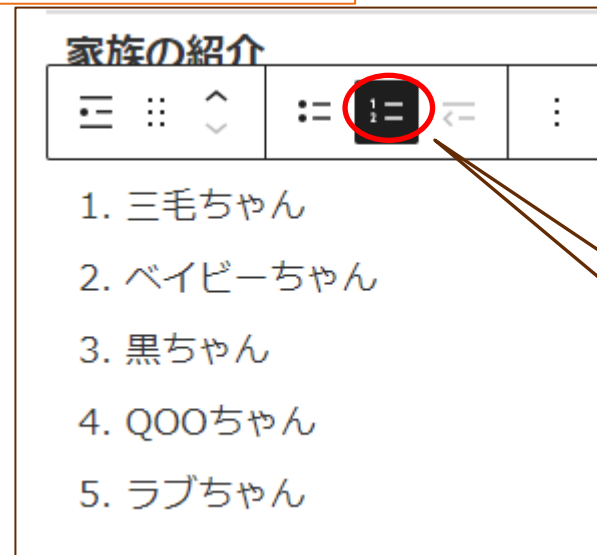 家族の紹介
1. 三毛ちゃん
2. ベイビーちゃん
3. 黒ちゃん
4. QOOちゃん
5. ラブちゃん